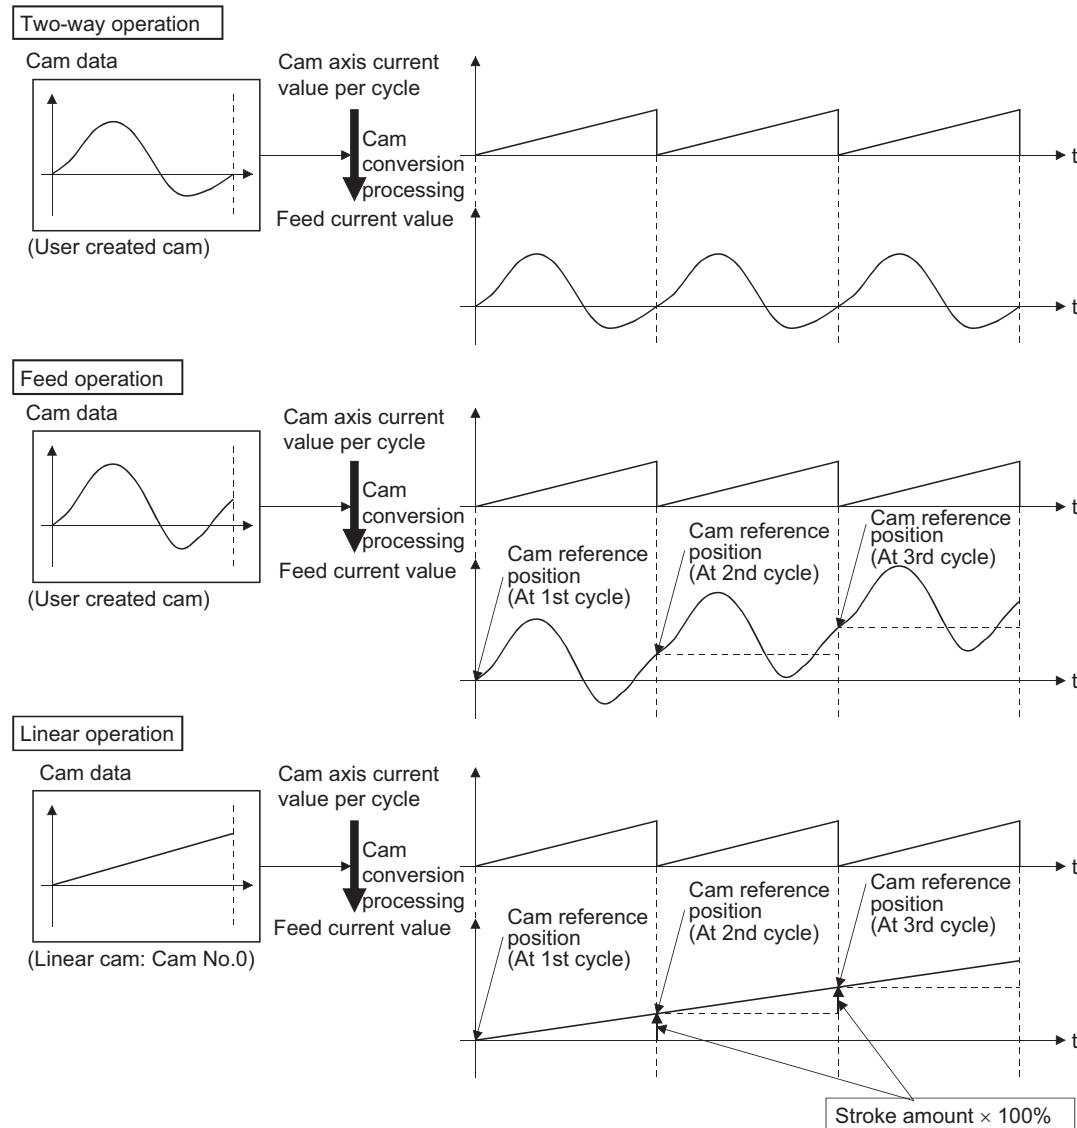 Two-way operation
Cam data
Cam axis current
value per cycle
Cam
conversion
processing
Feed current value
(User created cam)
t
t
Feed operation
Cam data
Cam axis current
value per cycle
Cam
conversion
processing
Feed current value
(User created cam)
t
Cam reference
position
(At 1st cycle)
Cam reference
position
(At 2nd cycle)
Cam reference
position
(At 3rd cycle)
t
Linear operation
Cam data
Cam axis current
value per cycle
Cam
conversion
processing
Feed current value
(Linear cam: Cam No.0)
t
Cam reference
position
(At 1st cycle)
Cam reference
position
(At 2nd cycle)
Cam reference
position
(At 3rd cycle)
t
Stroke amount × 100%